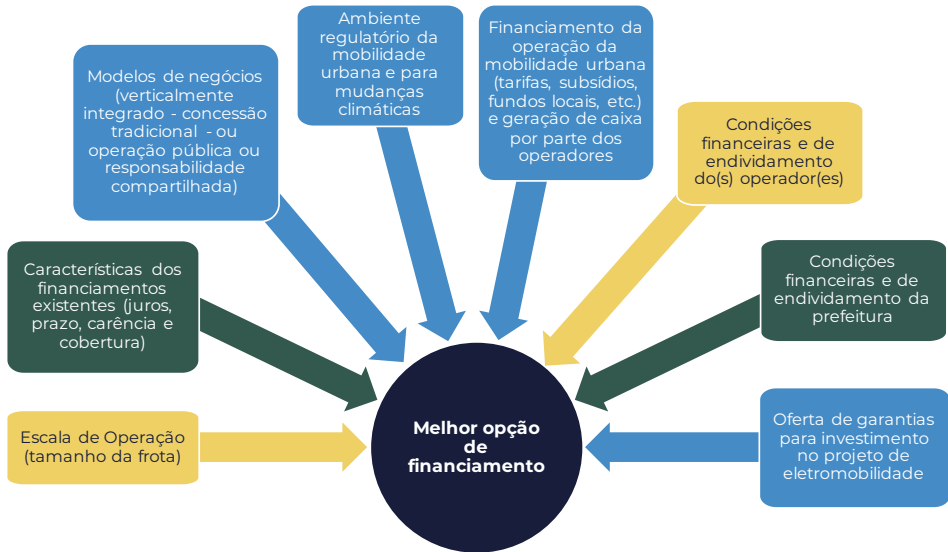 Ambiente
regulatório da
mobilidade
urbana e para
mudanças
climáticas
Financiamento da
operação da
mobilidade urbana
(tarifas, subsídios,
fundos locais, etc.)
e geração de caixa
por parte dos
operadores
Modelos de negócios
(verticalmente
integrado - concessão
tradicional - ou
operação pública ou
responsabilidade
compartilhada)
Condições
financeiras e de
endividamento
do(s) operador(es)
Características dos
financiamentos
existentes (juros,
prazo, carência e
cobertura)
Condições
financeiras e de
endividamento da
prefeitura
Escala de Operação
(tamanho da frota)
Melhor opção
de
financiamento
Oferta de garantias
para investimento
no projeto de
eletromobilidade